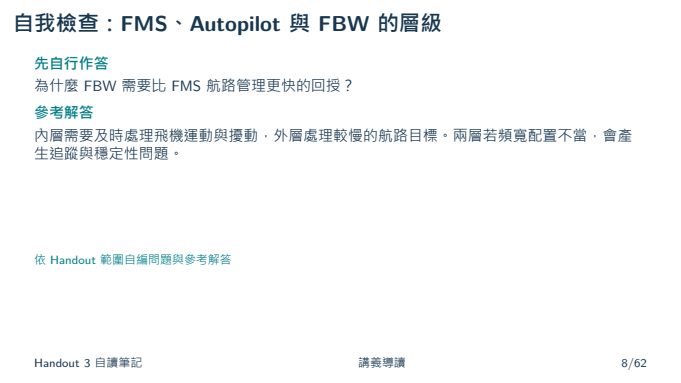 自我檢查：FMS、Autopilot 與 FBW 的層級
先自行作答
為什麼 FBW 需要比 FMS 航路管理更快的回授？
參考解答
內層需要及時處理飛機運動與擾動，外層處理較慢的航路目標。兩層若頻寬配置不當，會產
生追蹤與穩定性問題。
依 Handout 範圍自編問題與參考解答
Handout 3 自讀筆記
講義導讀
8/62